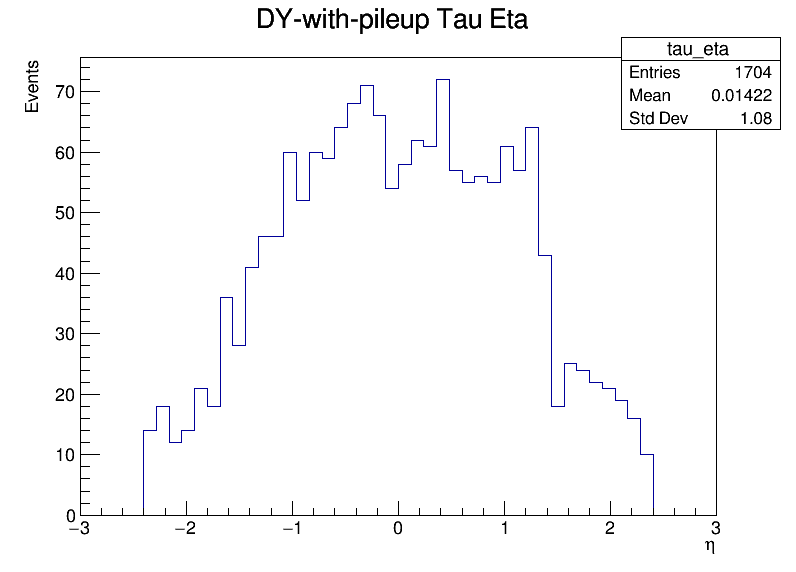 DY-with-pileup Tau Eta
tau_eta
Entries 1704
Mean 0.01422
Std Dev 1.08
Events
70
60
50
40
30
20
10
0
−3 −2 −1 0 1 2 3
η